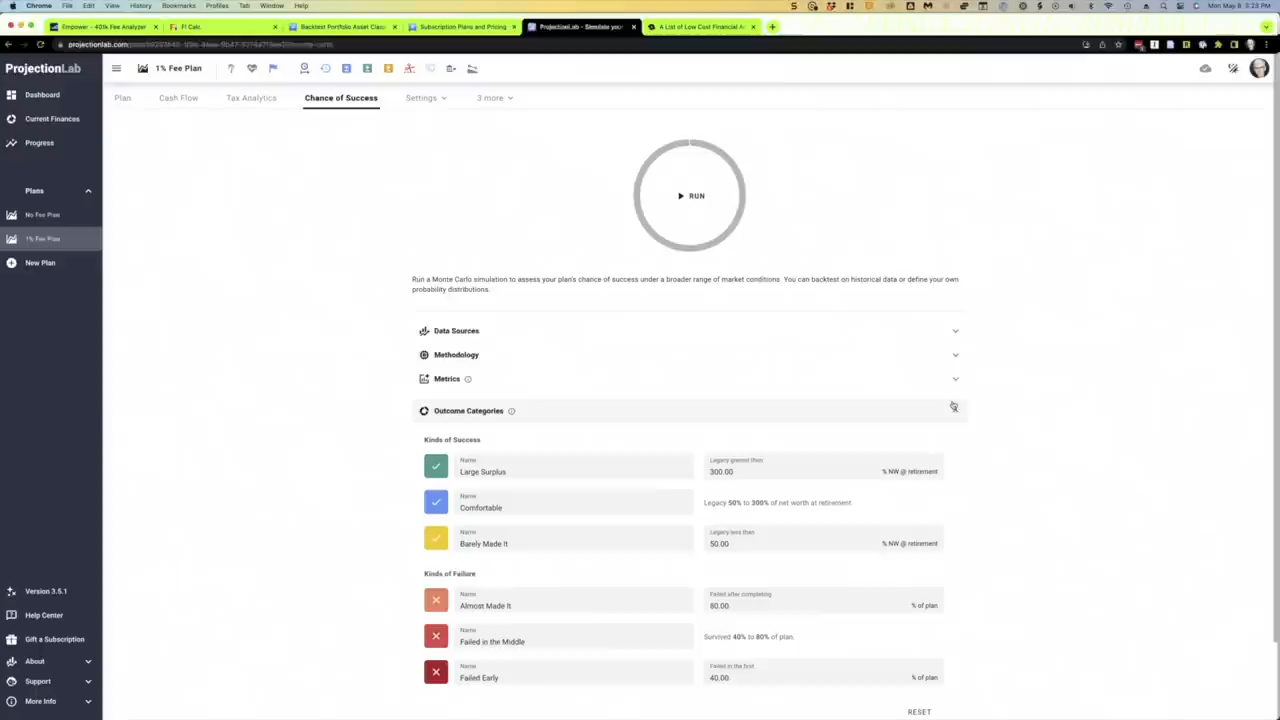 Chrome File Edit View History Bookmarks Profiles Tab Window Help
Mon May 8 5:23 PM
Empower - 401k Fee Analyzer
FI Calc
Backtest Portfolio Asset Class
Subscription Plans and Pricing
ProjectionLab - Simulate your
A List of Low Cost Financial A
projectionlab.com
ProjectionLab
1% Fee Plan
Dashboard
Current Finances
Progress
Plans
No Fee Plan
1% Fee Plan
New Plan
Version 3.5.1
Help Center
Gift a Subscription
About
Support
More Info
Plan
Cash Flow
Tax Analytics
Chance of Success
Settings
3 more
RUN
Run a Monte Carlo simulation to assess your plan's chance of success under a broader range of market conditions. You can backtest on historical data or define your own
probability distributions.
Data Sources
Methodology
Metrics
Outcome Categories
Kinds of Success
Name
Large Surplus
Legacy greater than
300.00
% NW @ retirement
Name
Comfortable
Legacy 50% to 300% of net worth at retirement
Name
Barely Made It
Legacy less than
50.00
% NW @ retirement
Kinds of Failure
Name
Almost Made It
Failed after completing
80.00
% of plan
Name
Failed in the Middle
Survived 40% to 80% of plan.
Name
Failed Early
Failed in the first
40.00
% of plan
RESET